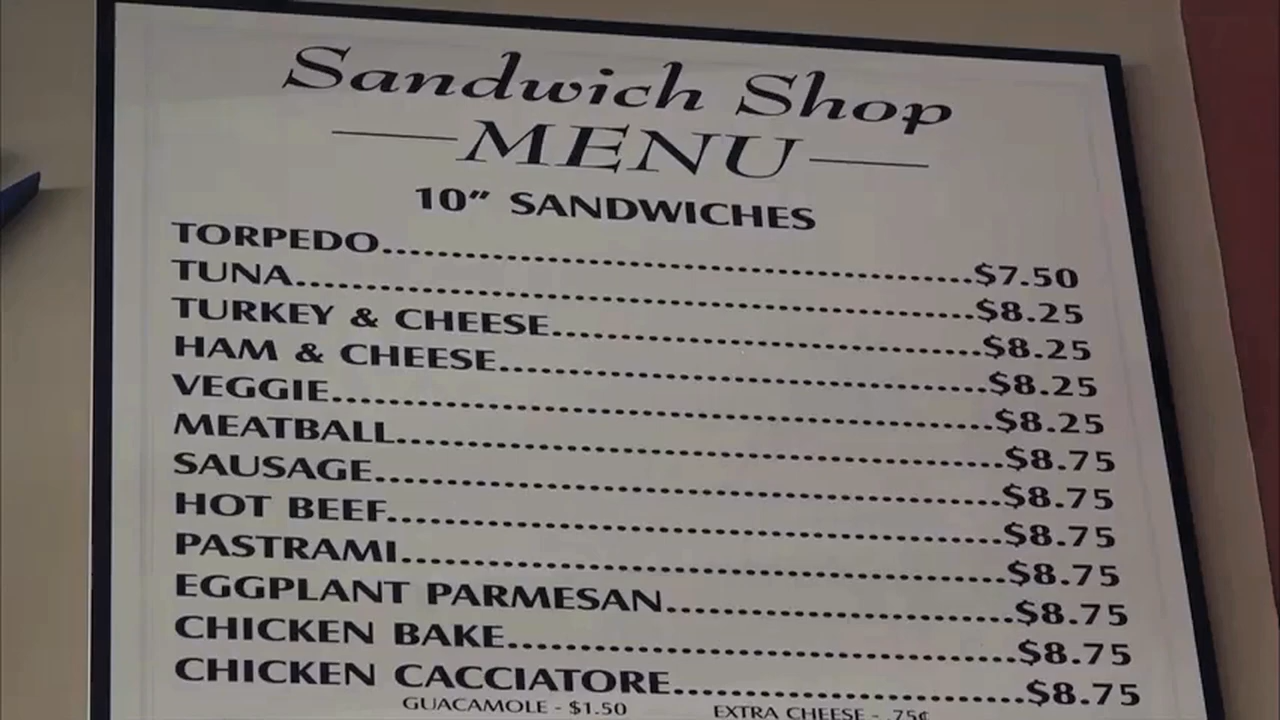 Sandwich Shop
MENU
10" SANDWICHES
TORPEDO........................................$7.50
TUNA........................................$8.25
TURKEY & CHEESE........................................$8.25
HAM & CHEESE........................................$8.25
VEGGIE........................................$8.25
MEATBALL........................................$8.75
SAUSAGE........................................$8.75
HOT BEEF........................................$8.75
PASTRAMI........................................$8.75
EGGPLANT PARMESAN..............................$8.75
CHICKEN BAKE........................................$8.75
CHICKEN CACCIATORE..............................$8.75
GUACAMOLE - $1.50 EXTRA CHEESE - .75¢